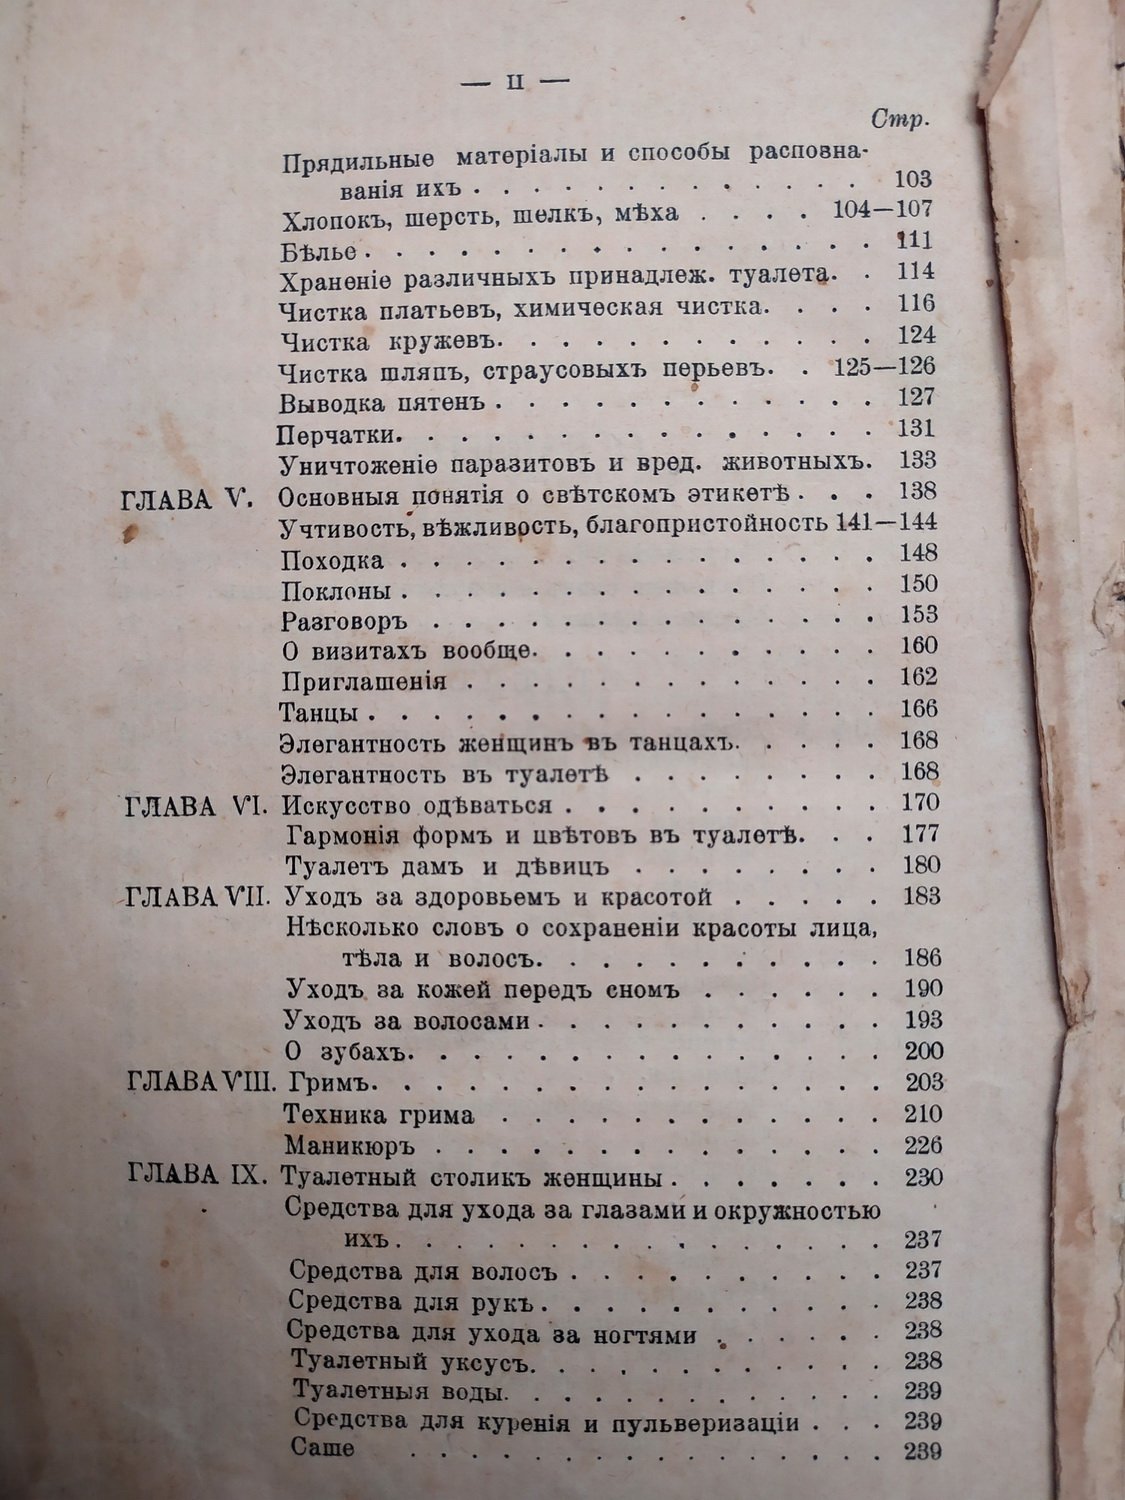 — II —
Стр.
Прядильные матеріалы и способы распозна-
ванія ихъ . . . . . . . . . . . . . 103
Хлопокъ, шерсть, шелкъ, мѣха . . . . 104—107
Бѣлье . . . . . . . . . . . . . . . . 111
Храненіе различныхъ принадлеж. туалета. . 114
Чистка платьевъ, химическая чистка. . . . 116
Чистка кружевъ. . . . . . . . . . . . 124
Чистка шляпъ, страусовыхъ перьевъ. . 125—126
Выводка пятенъ . . . . . . . . . . . . 127
Перчатки. . . . . . . . . . . . . . . 131
Уничтоженіе паразитовъ и вред. животныхъ. 133
ГЛАВА V. Основныя понятія о свѣтскомъ этикетѣ . . . 138
Учтивость, вѣжливость, благопристойность 141—144
Походка . . . . . . . . . . . . . . . 148
Поклоны . . . . . . . . . . . . . . . 150
Разговоръ . . . . . . . . . . . . . . 153
О визитахъ вообще. . . . . . . . . . . 160
Приглашенія . . . . . . . . . . . . . 162
Танцы . . . . . . . . . . . . . . . . 166
Элегантность женщинъ въ танцахъ. . . . . 168
Элегантность въ туалетѣ . . . . . . . . 168
ГЛАВА VI. Искусство одѣваться . . . . . . . . . . 170
Гармонія формъ и цвѣтовъ въ туалетѣ. . . 177
Туалетъ дамъ и дѣвицъ . . . . . . . . 180
ГЛАВА VII. Уходъ за здоровьемъ и красотой . . . . . 183
Нѣсколько словъ о сохраненіи красоты лица,
тѣла и волосъ. . . . . . . . . . . 186
Уходъ за кожей передъ сномъ . . . . . . 190
Уходъ за волосами . . . . . . . . . . . 193
О зубахъ. . . . . . . . . . . . . . . 200
ГЛАВА VIII. Гримъ. . . . . . . . . . . . . . . . 203
Техника грима . . . . . . . . . . . . 210
Маникюръ . . . . . . . . . . . . . . 226
ГЛАВА IX. Туалетный столикъ женщины . . . . . . . 230
Средства для ухода за глазами и окружностью
ихъ . . . . . . . . . . . . . . . . 237
Средства для волосъ . . . . . . . . . . 237
Средства для рукъ . . . . . . . . . . . 238
Средства для ухода за ногтями . . . . . . 238
Туалетный уксусъ. . . . . . . . . . . 238
Туалетныя воды. . . . . . . . . . . . 239
Средства для куренія и пульверизаціи . . . 239
Саше . . . . . . . . . . . . . . . 239